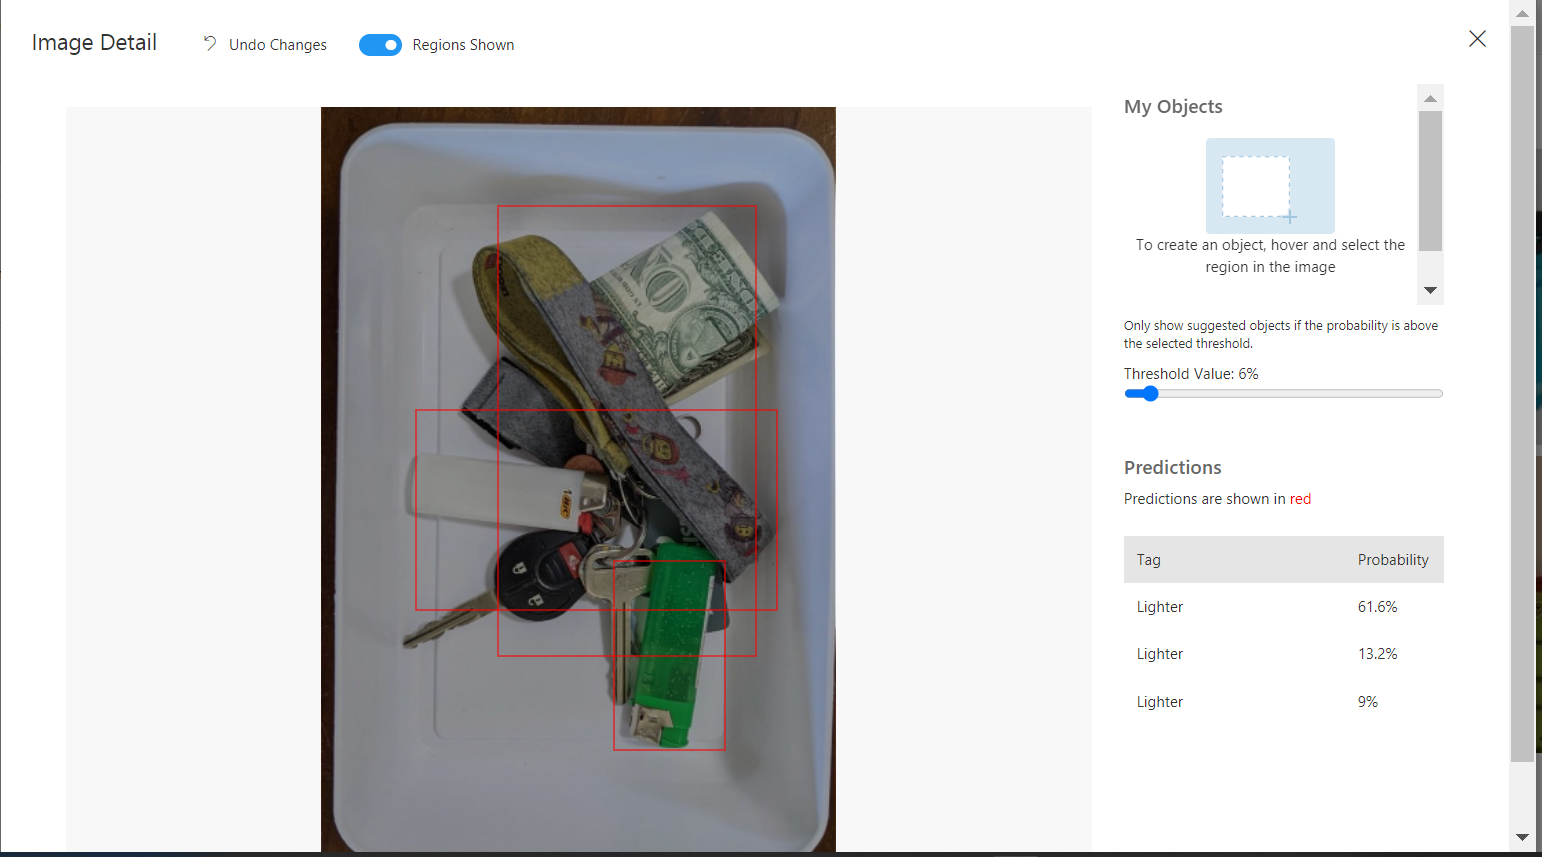 Image Detail
Undo Changes
Regions Shown
My Objects
To create an object, hover and select the
region in the image
Only show suggested objects if the probability is above
the selected threshold.
Threshold Value: 6%
Predictions
Predictions are shown in red
Tag Probability
Lighter 61.6%
Lighter 13.2%
Lighter 9%
ONE
BIC